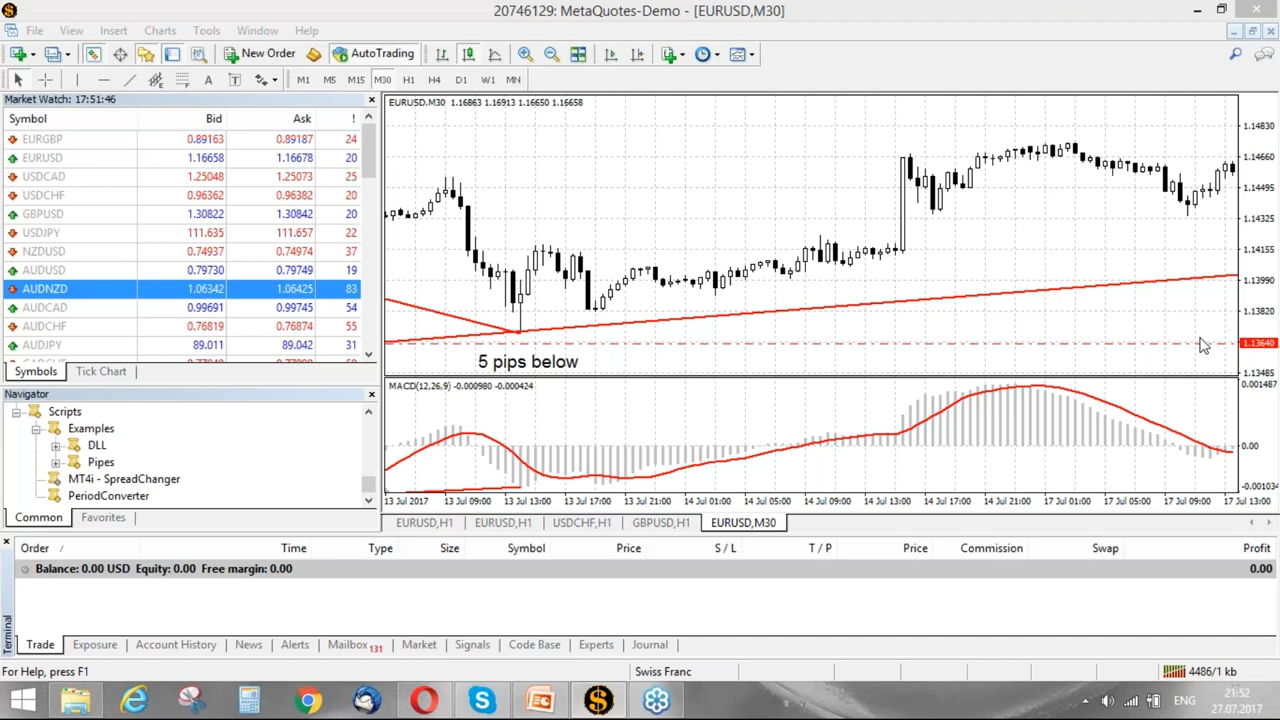 20746129: MetaQuotes-Demo - [EURUSD,M30]
File View Insert Charts Tools Window Help
New Order AutoTrading
M1 M5 M15 M30 H1 H4 D1 W1 MN
Market Watch: 17:51:46
Symbol Bid Ask !
EURGBP 0.89163 0.89187 24
EURUSD 1.16658 1.16678 20
USDCAD 1.25048 1.25073 25
USDCHF 0.96362 0.96382 20
GBPUSD 1.30822 1.30842 20
USDJPY 111.635 111.657 22
NZDUSD 0.74937 0.74974 37
AUDUSD 0.79730 0.79749 19
AUDNZD 1.06342 1.06425 83
AUDCAD 0.99691 0.99745 54
AUDCHF 0.76819 0.76874 55
AUDJPY 89.011 89.042 31
Symbols Tick Chart
Navigator
Scripts
Examples
DLL
Pipes
MT4i - SpreadChanger
PeriodConverter
Common Favorites
EURUSD,M30 1.16863 1.16913 1.16650 1.16658
1.14830
1.14660
1.14495
1.14325
1.14155
1.13990
1.13820
1.13640
1.13485
5 pips below
MACD(12,26,9) -0.000980 -0.000424
0.001487
0.00
-0.001034
13 Jul 2017 13 Jul 09:00 13 Jul 13:00 13 Jul 17:00 13 Jul 21:00 14 Jul 01:00 14 Jul 05:00 14 Jul 09:00 14 Jul 13:00 14 Jul 17:00 14 Jul 21:00 17 Jul 01:00 17 Jul 05:00 17 Jul 09:00 17 Jul 13:00
EURUSD,H1 EURUSD,H1 USDCHF,H1 GBPUSD,H1 EURUSD,M30
Order / Time Type Size Symbol Price S / L T / P Price Commission Swap Profit
Balance: 0.00 USD Equity: 0.00 Free margin: 0.00 0.00
Terminal
Trade Exposure Account History News Alerts Mailbox 131 Market Signals Code Base Experts Journal
For Help, press F1 Swiss Franc 4486/1 kb
ENG
21:52
27.07.2017